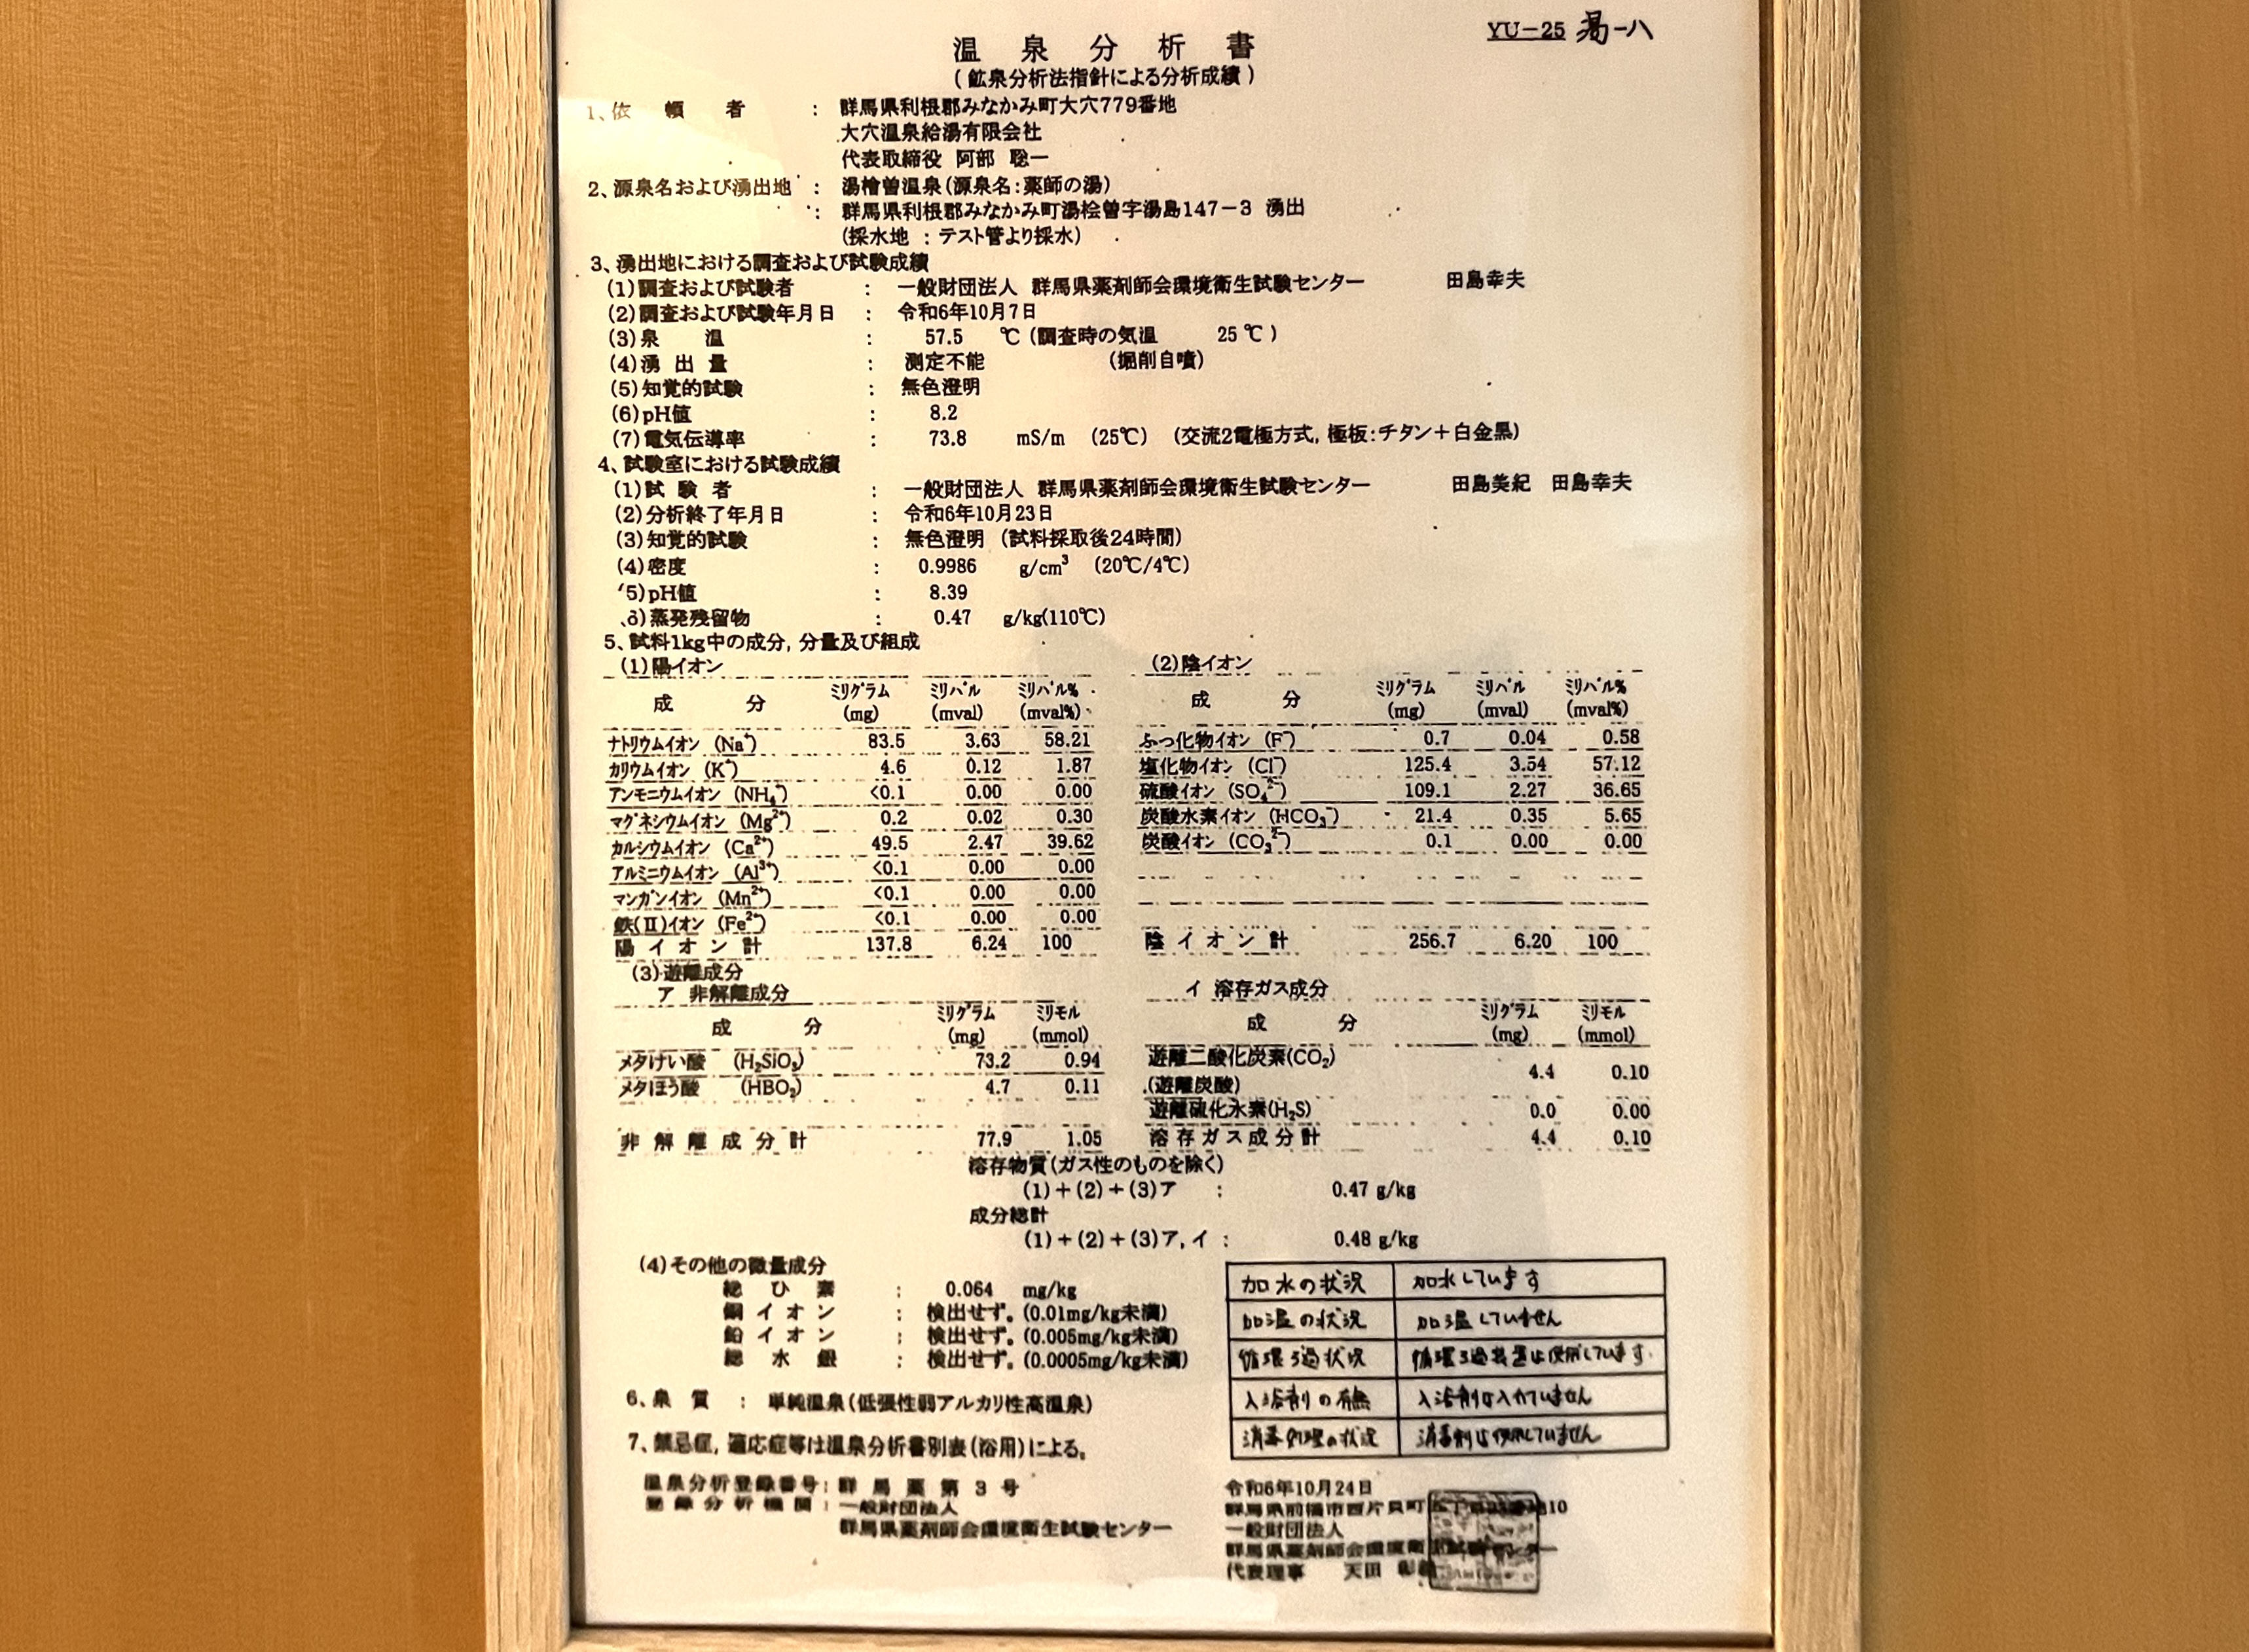 YU-25 湯-八
温泉分析書
(鉱泉分析法指針による分析成績)
1、依頼者 : 群馬県利根郡みなかみ町大穴779番地
大穴温泉給湯有限会社
代表取締役 阿部 聡一
2、源泉名および湧出地 : 湯檜曽温泉(源泉名:薬師の湯)
: 群馬県利根郡みなかみ町湯桧曽字湯島147-3 湧出
(採水地 : テスト管より採水)
3、湧出地における調査および試験成績
(1)調査および試験者 : 一般財団法人 群馬県薬剤師会環境衛生試験センター 田島幸夫
(2)調査および試験年月日 : 令和6年10月7日
(3)泉温 : 57.5 ℃ (調査時の気温 25 ℃ )
(4)湧出量 : 測定不能 (掘削自噴)
(5)知覚的試験 : 無色澄明
(6)pH値 : 8.2
(7)電気伝導率 : 73.8 mS/m (25℃) (交流2電極方式, 極板:チタン+白金黒)
4、試験室における試験成績
(1)試験者 : 一般財団法人 群馬県薬剤師会環境衛生試験センター 田島美紀 田島幸夫
(2)分析終了年月日 : 令和6年10月23日
(3)知覚的試験 : 無色澄明 (試料採取後24時間)
(4)密度 : 0.9986 g/cm³ (20℃/4℃)
(5)pH値 : 8.39
(6)蒸発残留物 : 0.47 g/kg(110℃)
5、試料1kg中の成分, 分量及び組成
(1)陽イオン
成分 ミリグラム(mg) ミリバル(mval) ミリバル%(mval%)
ナトリウムイオン (Na⁺) 83.5 3.63 58.21
カリウムイオン (K⁺) 4.6 0.12 1.87
アンモニウムイオン (NH₄⁺) <0.1 0.00 0.00
マグネシウムイオン (Mg²⁺) 0.2 0.02 0.30
カルシウムイオン (Ca²⁺) 49.5 2.47 39.62
アルミニウムイオン (Al³⁺) <0.1 0.00 0.00
マンガンイオン (Mn²⁺) <0.1 0.00 0.00
鉄(Ⅱ)イオン (Fe²⁺) <0.1 0.00 0.00
陽イオン計 137.8 6.24 100
(2)陰イオン
成分 ミリグラム(mg) ミリバル(mval) ミリバル%(mval%)
ふっ化物イオン (F⁻) 0.7 0.04 0.58
塩化物イオン (Cl⁻) 125.4 3.54 57.12
硫酸イオン (SO₄²⁻) 109.1 2.27 36.65
炭酸水素イオン (HCO₃⁻) 21.4 0.35 5.65
炭酸イオン (CO₃²⁻) 0.1 0.00 0.00
陰イオン計 256.7 6.20 100
(3)遊離成分
ア 非解離成分
成分 ミリグラム(mg) ミリモル(mmol)
メタけい酸 (H₂SiO₃) 73.2 0.94
メタほう酸 (HBO₂) 4.7 0.11
非解離成分計 77.9 1.05
イ 溶存ガス成分
成分 ミリグラム(mg) ミリモル(mmol)
遊離二酸化炭素(CO₂)
(遊離炭酸) 4.4 0.10
遊離硫化水素(H₂S) 0.0 0.00
溶存ガス成分計 4.4 0.10
溶存物質(ガス性のものを除く)
(1)+(2)+(3)ア : 0.47 g/kg
成分総計
(1)+(2)+(3)ア, イ : 0.48 g/kg
(4)その他の微量成分
総ひ素 : 0.064 mg/kg
銅イオン : 検出せず。(0.01mg/kg未満)
鉛イオン : 検出せず。(0.005mg/kg未満)
総水銀 : 検出せず。(0.0005mg/kg未満)
加水の状況 加水しています
加温の状況 加温していません
循環ろ過状況 循環ろ過装置は使用しています。
入浴剤の有無 入浴剤は入れていません
消毒処理の状況 消毒剤は使用していません
6、泉質 : 単純温泉(低張性弱アルカリ性高温泉)
7、禁忌症, 適応症等は温泉分析書別表(浴用)による。
温泉分析登録番号: 群馬薬第3号
登録分析機関: 一般財団法人
群馬県薬剤師会環境衛生試験センター
令和6年10月24日
群馬県前橋市西片貝町
一般財団法人
群馬県薬剤師会環境衛生試験センター
代表理事 天田